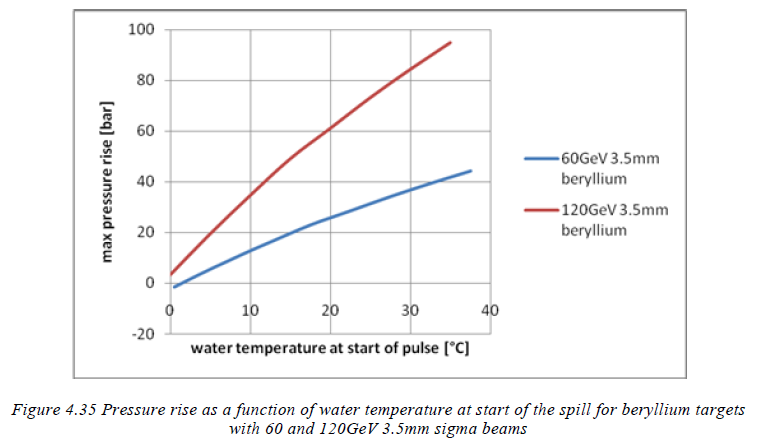 100
80
60
40
20
0
-20
max pressure rise [bar]
0 10 20 30 40
water temperature at start of pulse [°C]
60GeV 3.5mm
beryllium
120GeV 3.5mm
beryllium
Figure 4.35 Pressure rise as a function of water temperature at start of the spill for beryllium targets
with 60 and 120GeV 3.5mm sigma beams